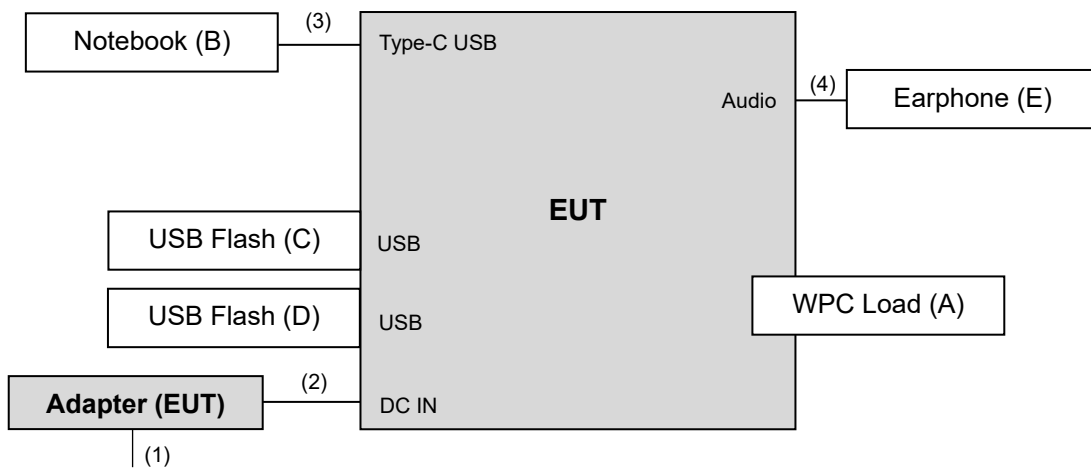 Notebook (B)
(3)
Type-C USB
Audio
(4)
Earphone (E)
EUT
USB Flash (C)
USB
WPC Load (A)
USB Flash (D)
USB
Adapter (EUT)
(2)
DC IN
(1)